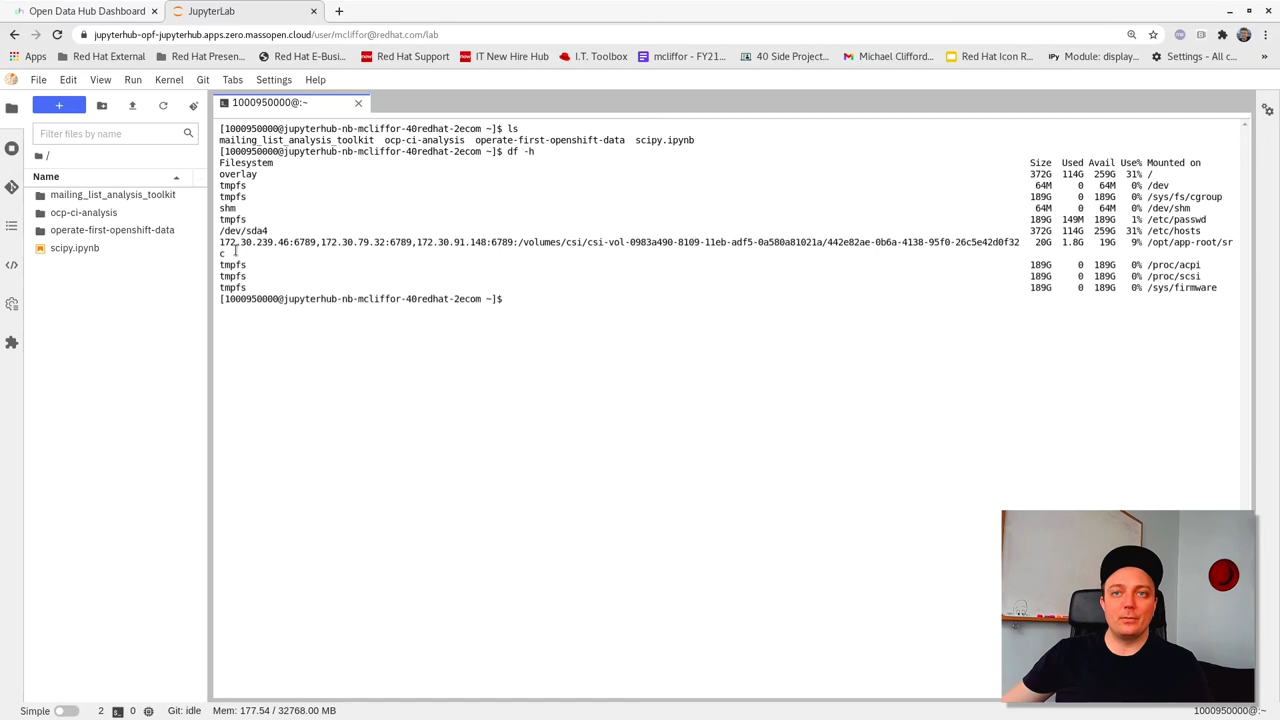 Open Data Hub Dashboard
JupyterLab
jupyterhub-opf-jupyterhub.apps.zero.massopen.cloud/user/mcliffor@redhat.com/lab
Apps Red Hat External Red Hat Presen... Red Hat E-Busi... Red Hat Support IT New Hire Hub I.T. Toolbox mcliffor - FY21... 40 Side Project... Michael Clifford... Red Hat Icon R... Module: display... Settings - All c...
File Edit View Run Kernel Git Tabs Settings Help
1000950000@:~
Filter files by name
/
Name
mailing_list_analysis_toolkit
ocp-ci-analysis
operate-first-openshift-data
scipy.ipynb
[1000950000@jupyterhub-nb-mcliffor-40redhat-2ecom ~]$ ls
mailing_list_analysis_toolkit ocp-ci-analysis operate-first-openshift-data scipy.ipynb
[1000950000@jupyterhub-nb-mcliffor-40redhat-2ecom ~]$ df -h
Filesystem Size Used Avail Use% Mounted on
overlay 372G 114G 259G 31% /
tmpfs 64M 0 64M 0% /dev
tmpfs 189G 0 189G 0% /sys/fs/cgroup
shm 64M 0 64M 0% /dev/shm
tmpfs 189G 149M 189G 1% /etc/passwd
/dev/sda4 372G 114G 259G 31% /etc/hosts
172.30.239.46:6789,172.30.79.32:6789,172.30.91.148:6789:/volumes/csi/csi-vol-0983a490-8109-11eb-adf5-0a580a81021a/442e82ae-0b6a-4138-95f0-26c5e42d0f32 20G 1.8G 19G 9% /opt/app-root/sr
c
tmpfs 189G 0 189G 0% /proc/acpi
tmpfs 189G 0 189G 0% /proc/scsi
tmpfs 189G 0 189G 0% /sys/firmware
[1000950000@jupyterhub-nb-mcliffor-40redhat-2ecom ~]$
Simple 2 0 Git: idle Mem: 177.54 / 32768.00 MB 1000950000@:~